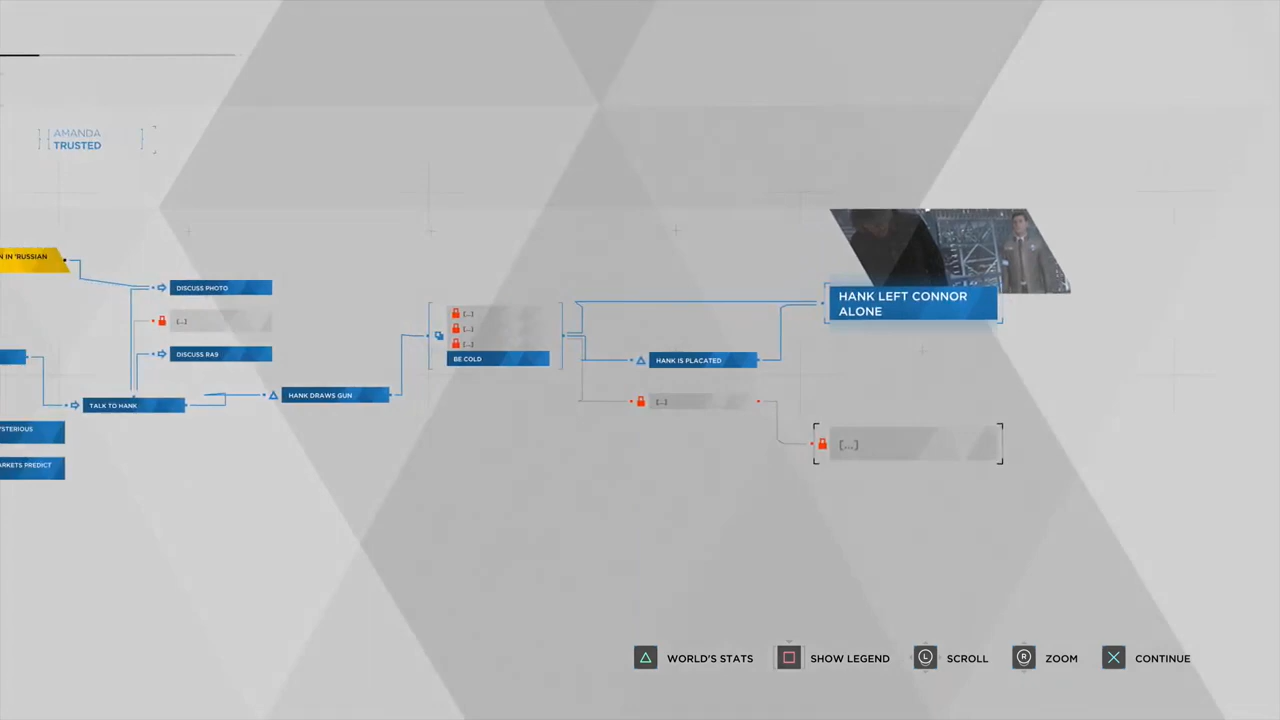 AMANDA
TRUSTED
N IN 'RUSSIAN
DISCUSS PHOTO
[...]
DISCUSS RA9
TALK TO HANK
YSTERIOUS
ARKETS PREDICT
HANK DRAWS GUN
[...]
[...]
[...]
BE COLD
HANK IS PLACATED
[...]
HANK LEFT CONNOR
ALONE
[...]
WORLD'S STATS
SHOW LEGEND
L
SCROLL
R
ZOOM
CONTINUE